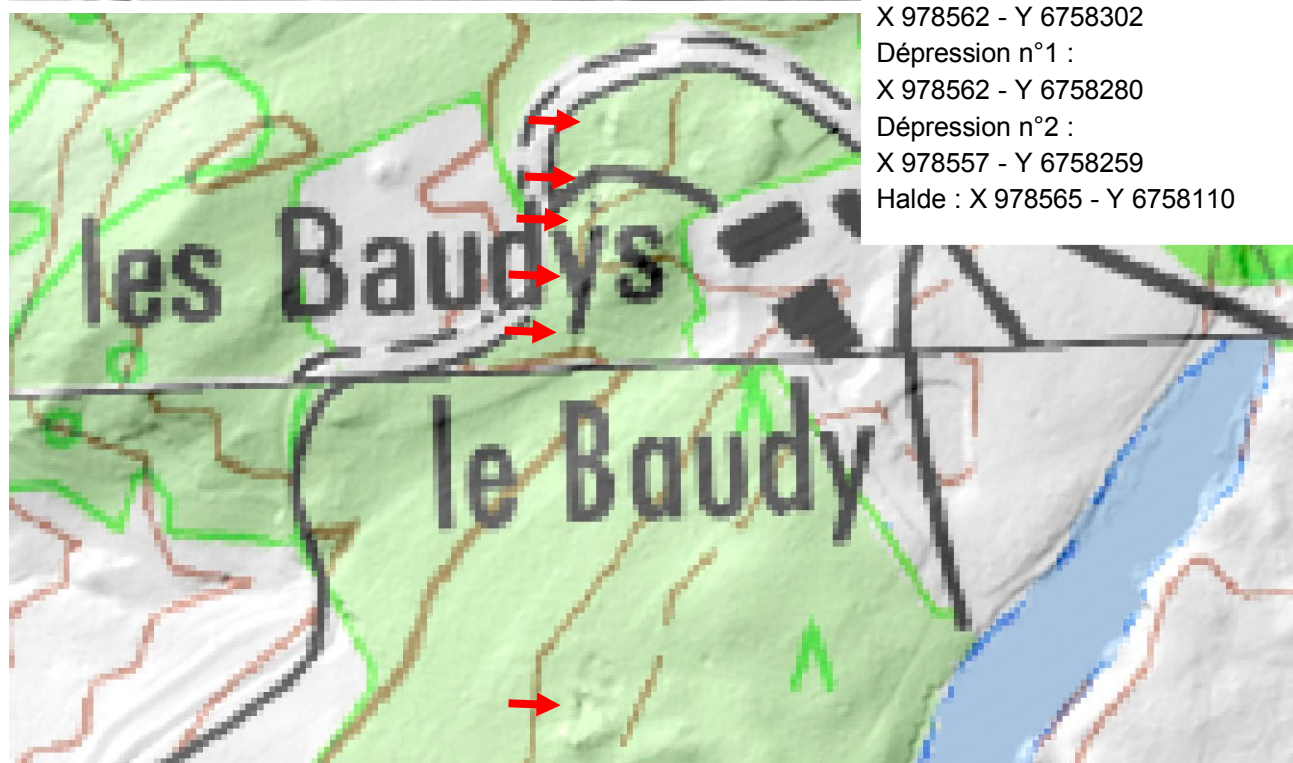 X 978562 - Y 6758302
Dépression n°1 :
X 978562 - Y 6758280
Dépression n°2 :
X 978557 - Y 6758259
Halde : X 978565 - Y 6758110
les Baudys
le Baudy